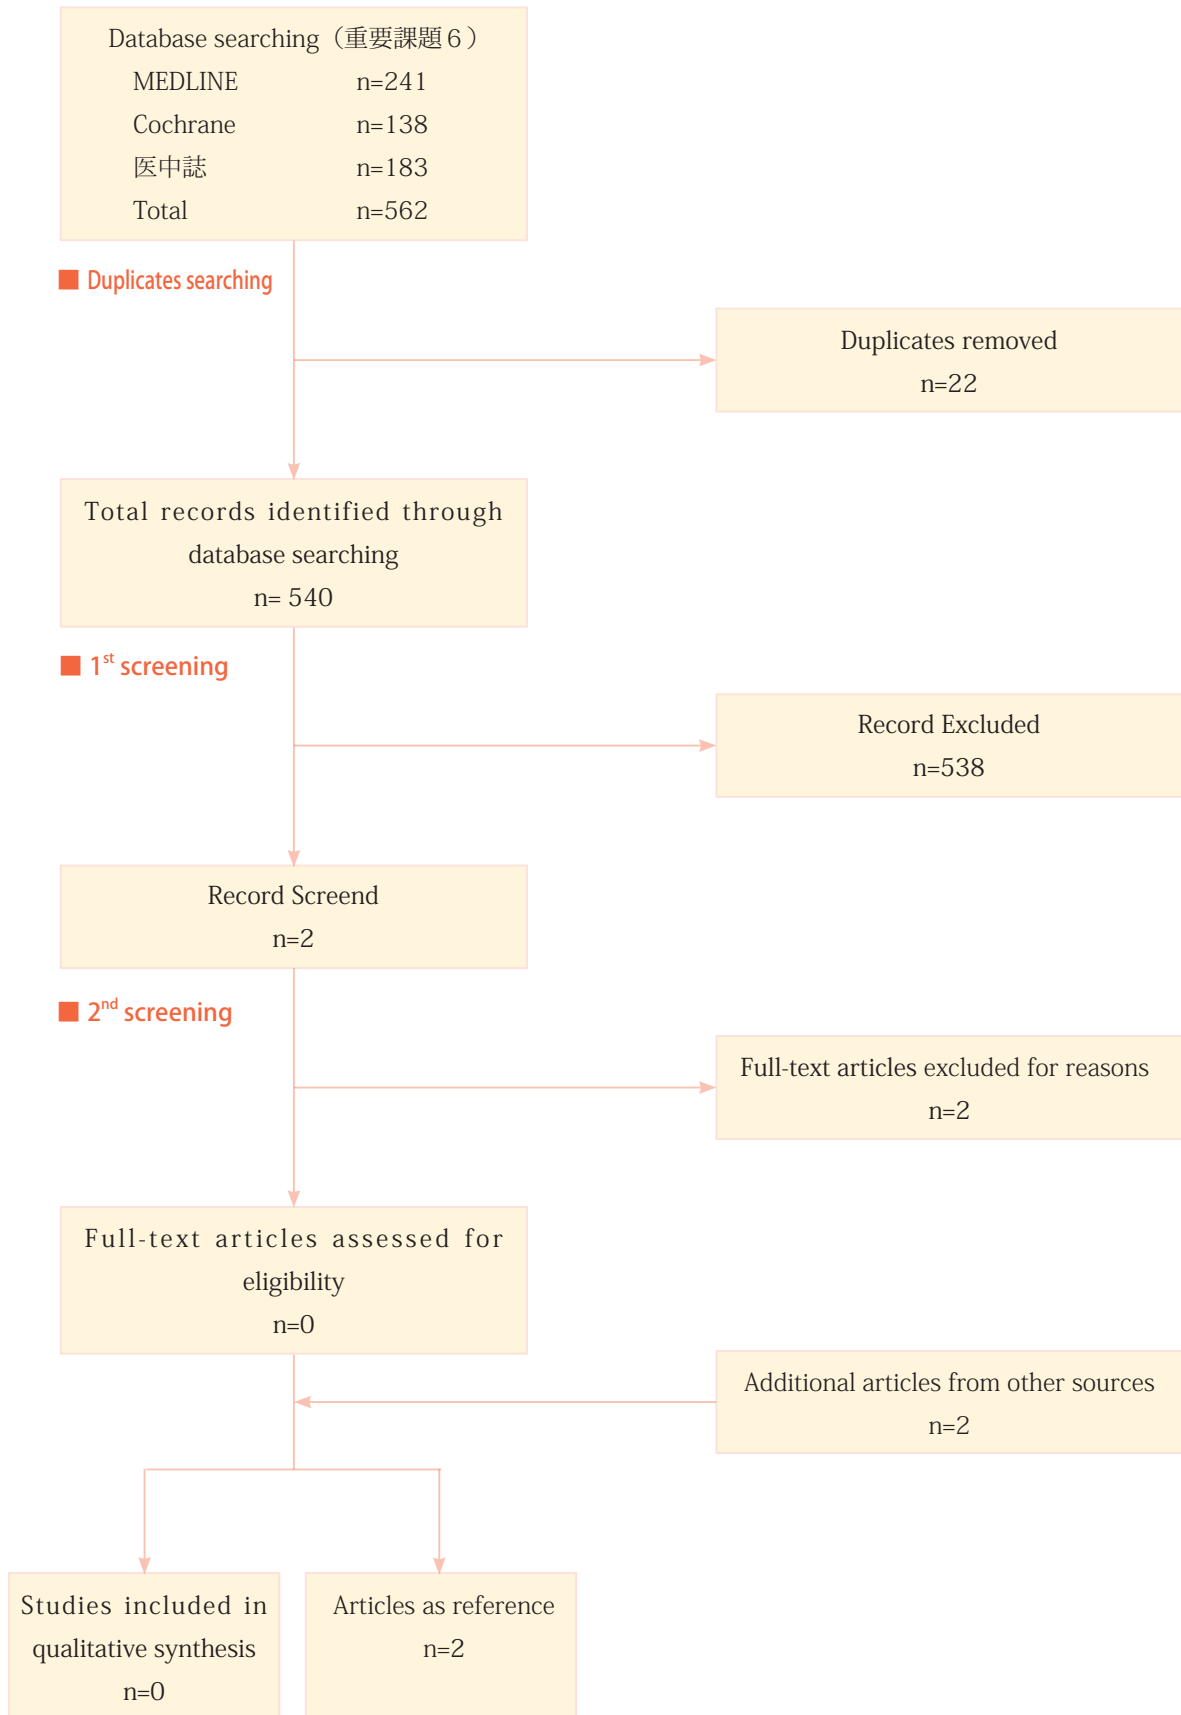 Database searching（重要課題６）
MEDLINE n=241
Cochrane n=138
医中誌 n=183
Total n=562
■ Duplicates searching
Duplicates removed
n=22
Total records identified through
database searching
n= 540
■ 1st screening
Record Excluded
n=538
Record Screend
n=2
■ 2nd screening
Full-text articles excluded for reasons
n=2
Full-text articles assessed for
eligibility
n=0
Additional articles from other sources
n=2
Studies included in
qualitative synthesis
n=0
Articles as reference
n=2